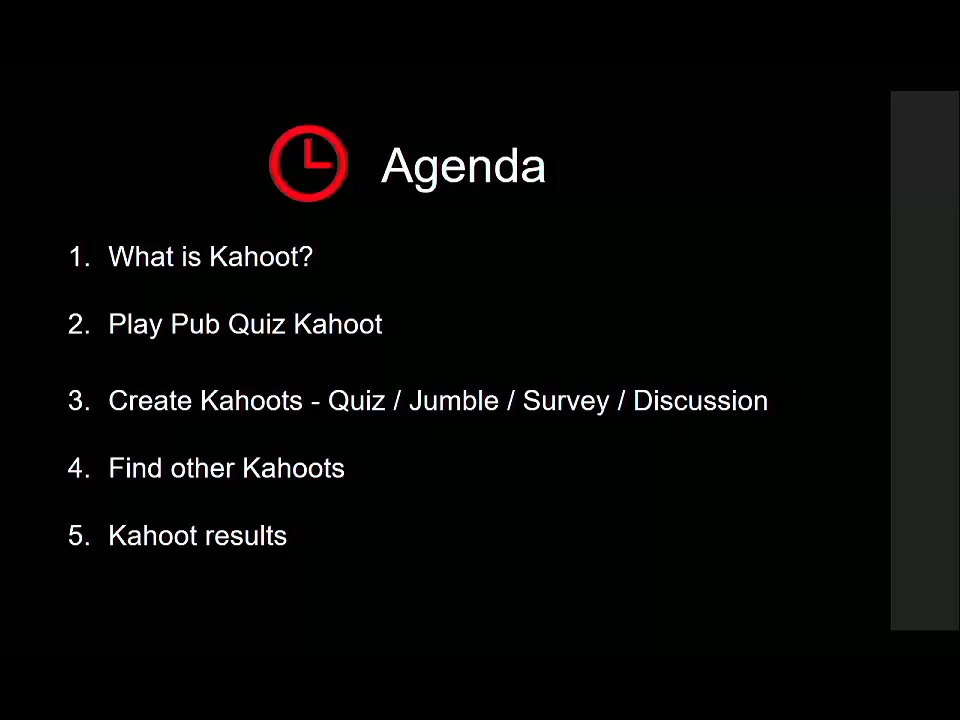 Agenda
1. What is Kahoot?
2. Play Pub Quiz Kahoot
3. Create Kahoots - Quiz / Jumble / Survey / Discussion
4. Find other Kahoots
5. Kahoot results